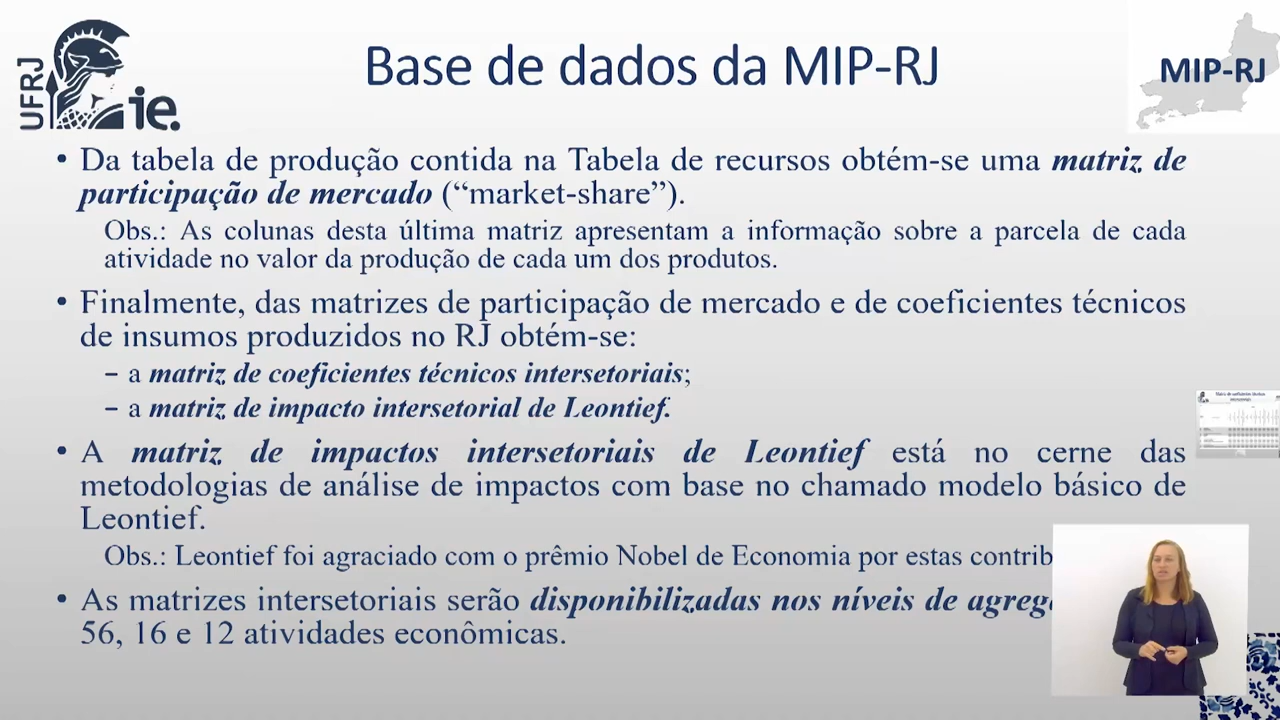 UFRJ
ie.
Base de dados da MIP-RJ
MIP-RJ
• Da tabela de produção contida na Tabela de recursos obtém-se uma matriz de
participação de mercado (“market-share”).
Obs.: As colunas desta última matriz apresentam a informação sobre a parcela de cada
atividade no valor da produção de cada um dos produtos.
• Finalmente, das matrizes de participação de mercado e de coeficientes técnicos
de insumos produzidos no RJ obtém-se:
– a matriz de coeficientes técnicos intersetoriais;
– a matriz de impacto intersetorial de Leontief.
• A matriz de impactos intersetoriais de Leontief está no cerne das
metodologias de análise de impactos com base no chamado modelo básico de
Leontief.
Obs.: Leontief foi agraciado com o prêmio Nobel de Economia por estas contrib
• As matrizes intersetoriais serão disponibilizadas nos níveis de agreg
56, 16 e 12 atividades econômicas.